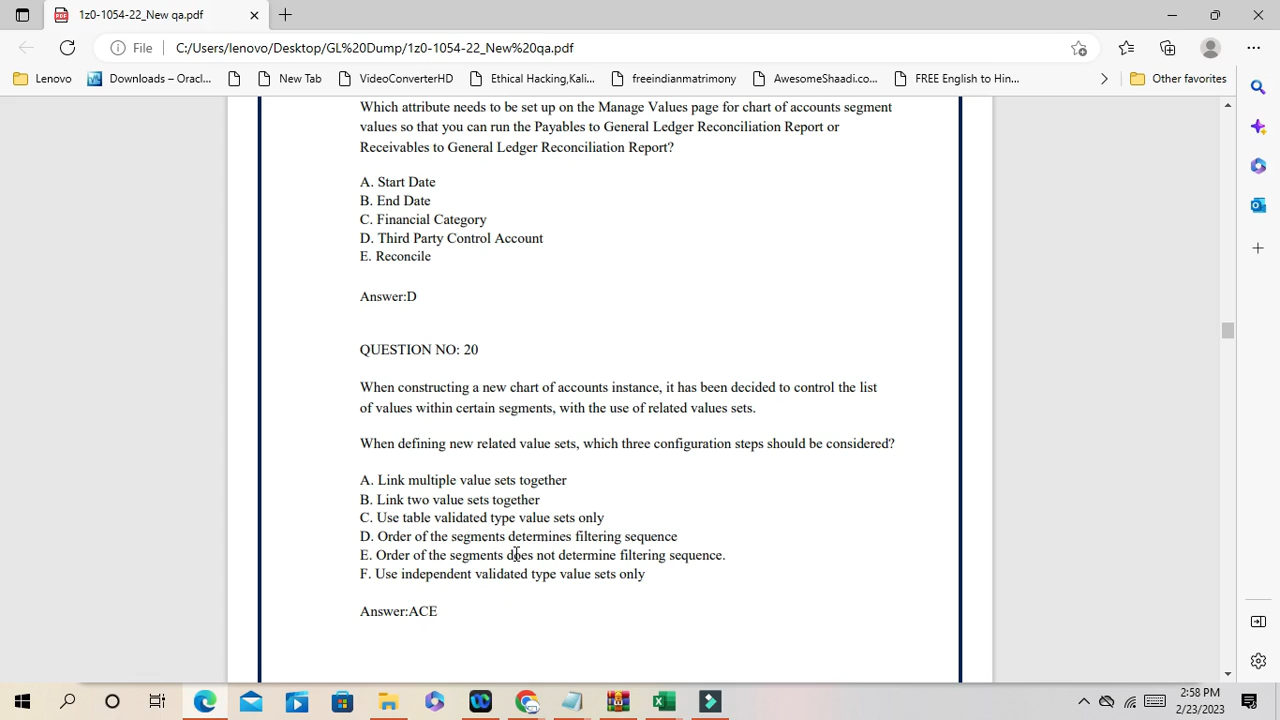 1z0-1054-22_New qa.pdf
File
C:/Users/lenovo/Desktop/GL%20Dump/1z0-1054-22_New%20qa.pdf
Lenovo
Downloads – Oracl...
New Tab
VideoConverterHD
Ethical Hacking,Kali...
freeindianmatrimuny
AwesomeShaadi.co...
FREE English to Hin...
Other favorites
Which attribute needs to be set up on the Manage Values page for chart of accounts segment
values so that you can run the Payables to General Ledger Reconciliation Report or
Receivables to General Ledger Reconciliation Report?
A. Start Date
B. End Date
C. Financial Category
D. Third Party Control Account
E. Reconcile
Answer:D
QUESTION NO: 20
When constructing a new chart of accounts instance, it has been decided to control the list
of values within certain segments, with the use of related values sets.
When defining new related value sets, which three configuration steps should be considered?
A. Link multiple value sets together
B. Link two value sets together
C. Use table validated type value sets only
D. Order of the segments determines filtering sequence
E. Order of the segments does not determine filtering sequence.
F. Use independent validated type value sets only
Answer:ACE
2:58 PM
2/23/2023